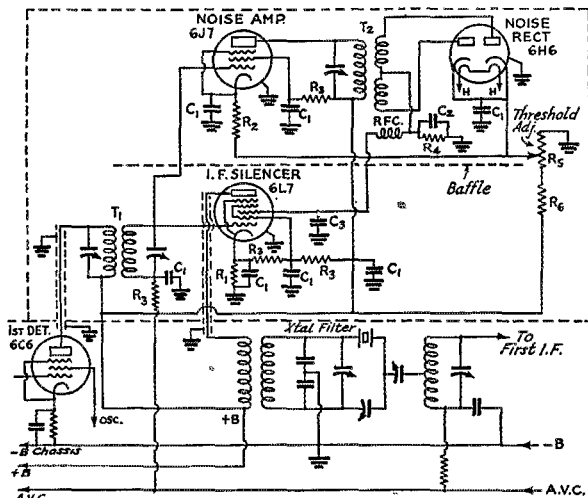 NOISE AMP.
6J7
T2
NOISE
RECT
6H6
H
H
C1
R2
C1
R3
C1
RFC.
C2
R4
C1
Threshold
Adj.
R5
Baffle
R6
I.F. SILENCER
6L7
T1
C3
R3
C1
R1
C1
R3
C1
R3
C1
1ST DET.
6C6
OSC.
Xtal Filter
To
First I.F.
+B
-B Chassis
-B
+B
A.V.C.
A.V.C.